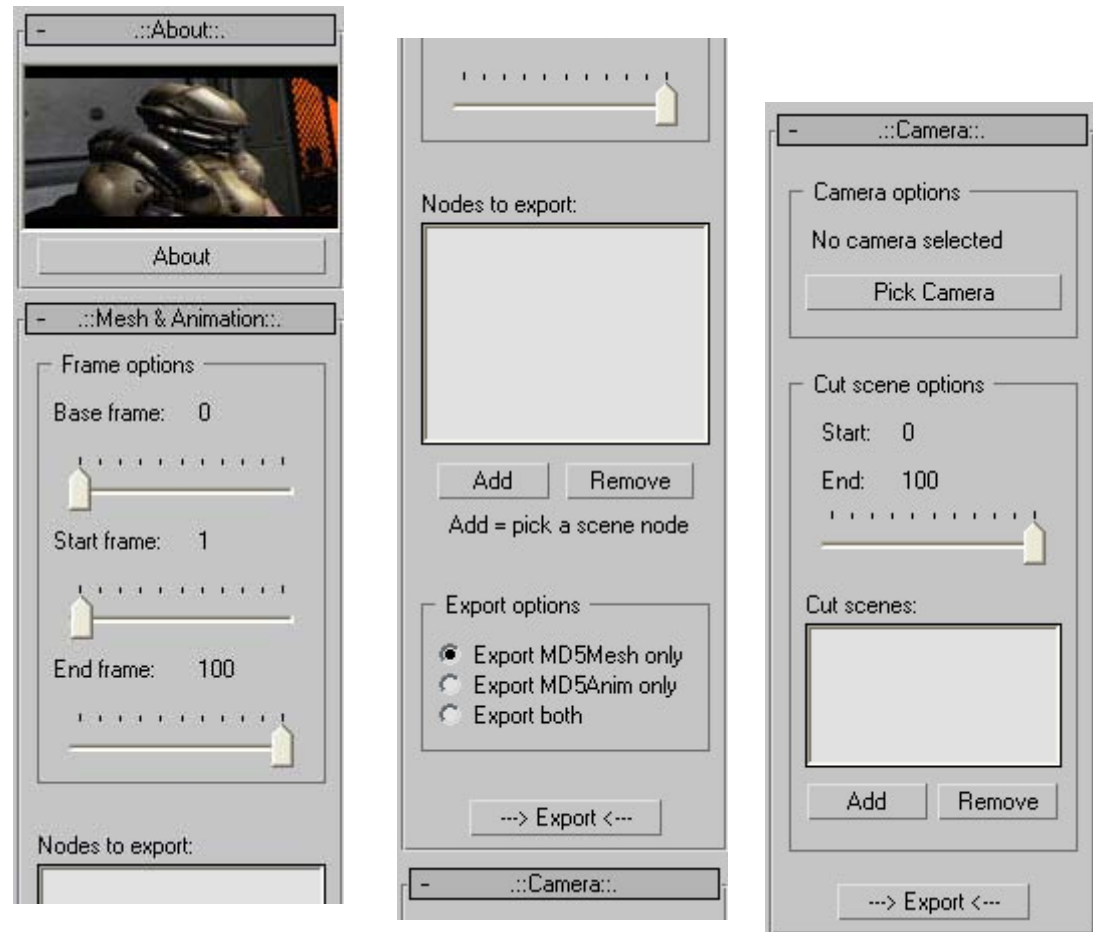 - .::About::.
About
- .::Mesh & Animation::.
Frame options
Base frame: 0
Start frame: 1
End frame: 100
Nodes to export:
Nodes to export:
Add Remove
Add = pick a scene node
Export options
Export MD5Mesh only
Export MD5Anim only
Export both
---> Export <---
- .::Camera::.
- .::Camera::.
Camera options
No camera selected
Pick Camera
Cut scene options
Start: 0
End: 100
Cut scenes:
Add Remove
---> Export <---